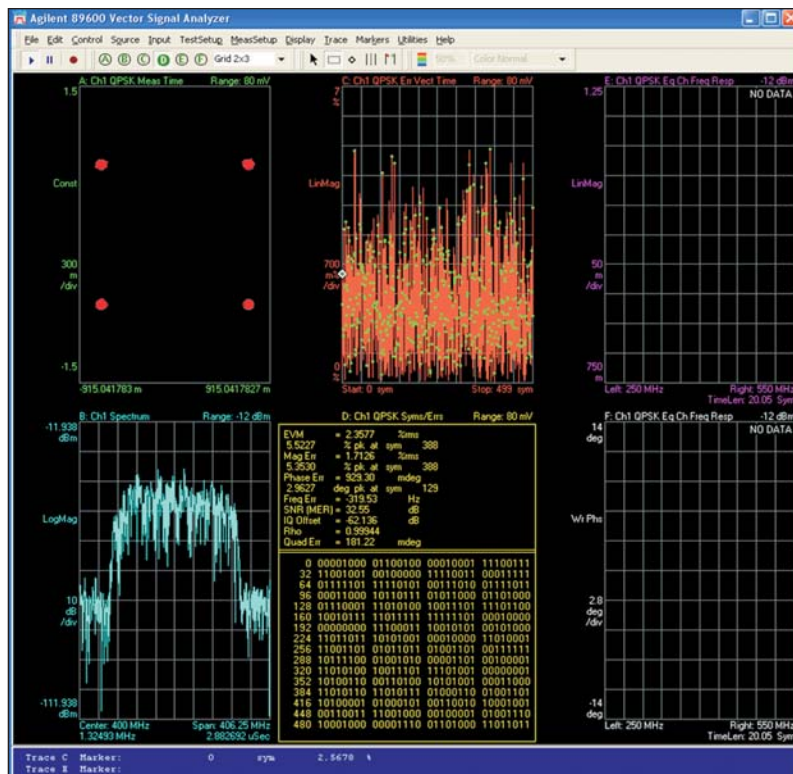 Agilent 89600 Vector Signal Analyzer
File Edit Control Source Input TestSetup MeasSetup Display Trace Markers Utilities Help
A B C D E F Grid 2x3 50% Color Normal
A: Ch1 QPSK Meas Time Range: 80 mV
1.5
Const
300
m
/div
-1.5
-915.041783 m 915.0417827 m
C: Ch1 QPSK Err Vect Time Range: 80 mV
7
%
LinMag
700
m%
/div
0
%
Start: 0 sym Stop: 499 sym
E: Ch1 QPSK Eq Ch Freq Resp -12 dBm
1.25
NO DATA
LinMag
50
m
/div
750
m
Left: 250 MHz Right: 550 MHz
TimeLen: 20.05 Sym
B: Ch1 Spectrum Range: -12 dBm
-11.938
dBm
LogMag
10
dB
/div
-111.938
dBm
Center: 400 MHz Span: 406.25 MHz
1.32493 MHz 2.882692 uSec
D: Ch1 QPSK Syms/Errs Range: 80 mV
EVM = 2.3577 %rms
5.5227 % pk at sym 388
Mag Err = 1.7126 %rms
5.3530 % pk at sym 388
Phase Err = 929.30 mdeg
2.9627 deg pk at sym 129
Freq Err = -319.53 Hz
SNR (MER) = 32.55 dB
IQ Offset = -62.136 dB
Rho = 0.99944
Quad Err = 181.22 mdeg
0 00001000 01100100 00010001 11100111
32 11001001 00100000 11110011 00011111
64 01111101 11110101 00111010 01111011
96 00011000 10110111 01011000 01101000
128 01110001 11010100 10011101 11101100
160 10010111 11011111 11111101 00010000
192 00000000 11100011 10010101 00101000
224 11011011 10101001 00010000 11010001
256 11001101 01101001 01001101 00111111
288 10111100 01001010 00001101 00100001
320 11010100 10011101 11101001 00000001
352 10100110 00110100 10101001 00011000
384 11010110 11010111 01000110 01001101
416 10100101 00001101 00101110 10001001
448 00110011 11001000 00100001 01001110
480 10001000 00001110 01101001 11011011
F: Ch1 QPSK Eq Ch Freq Resp -12 dBm
14
deg
NO DATA
Wr Phs
2.8
deg
/div
-14
deg
Left: 250 MHz Right: 550 MHz
TimeLen: 20.05 Sym
Trace C Marker: 0 sym 2.5670 %
Trace E Marker: